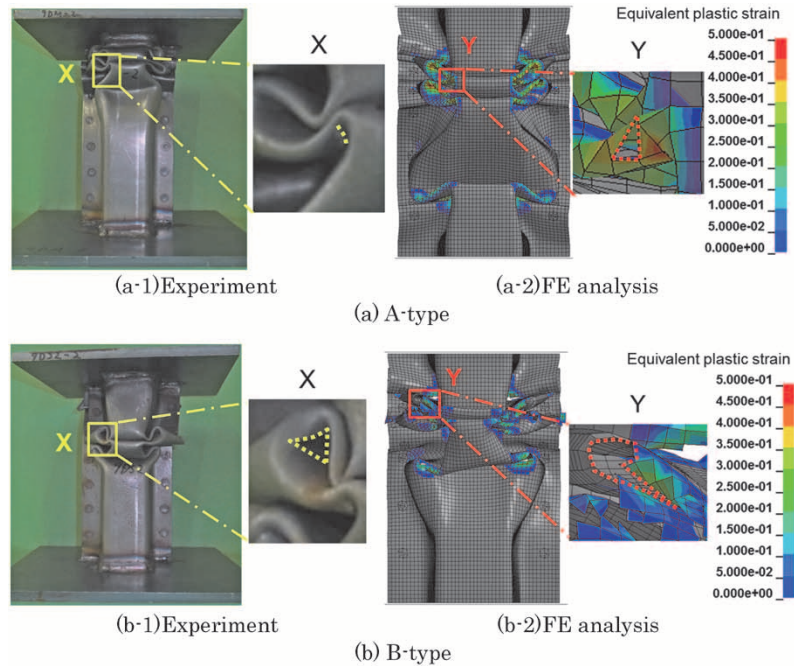 Equivalent plastic strain
X
Y
5.000e-01
4.500e-01
4.000e-01
3.500e-01
3.000e-01
2.500e-01
2.000e-01
1.500e-01
1.000e-01
5.000e-02
0.000e+00
X
Y
(a-1)Experiment
(a-2)FE analysis
(a) A-type
Equivalent plastic strain
X
Y
5.000e-01
4.500e-01
4.000e-01
3.500e-01
3.000e-01
2.500e-01
2.000e-01
1.500e-01
1.000e-01
5.000e-02
0.000e+00
X
Y
(b-1)Experiment
(b-2)FE analysis
(b) B-type